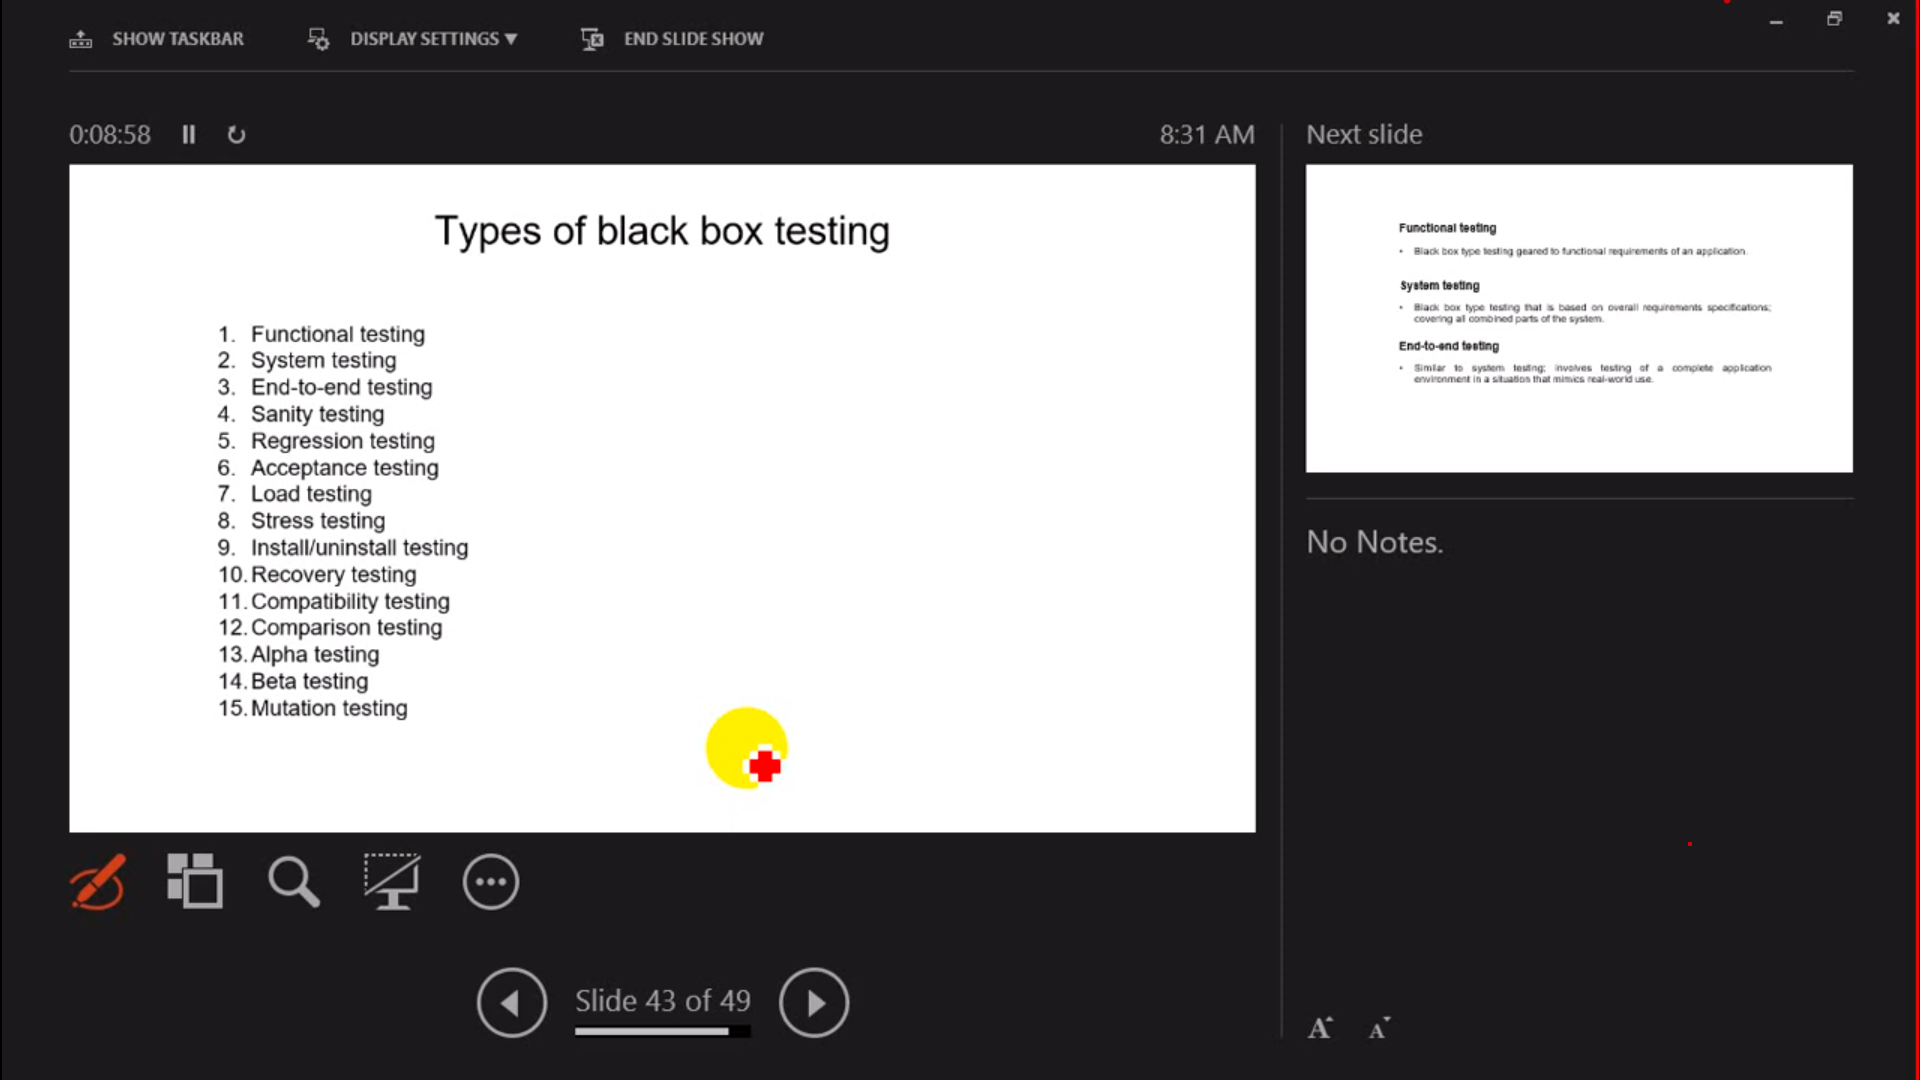 SHOW TASKBAR
DISPLAY SETTINGS ▼
END SLIDE SHOW
0:08:58
8:31 AM
Types of black box testing
1. Functional testing
2. System testing
3. End-to-end testing
4. Sanity testing
5. Regression testing
6. Acceptance testing
7. Load testing
8. Stress testing
9. Install/uninstall testing
10. Recovery testing
11. Compatibility testing
12. Comparison testing
13. Alpha testing
14. Beta testing
15. Mutation testing
Slide 43 of 49
Next slide
Functional testing
• Black box type testing geared to functional requirements of an application.
System testing
• Black box type testing that is based on overall requirements specifications;
covering all combined parts of the system.
End-to-end testing
• Similar to system testing; involves testing of a complete application
environment in a situation that mimics real-world use.
No Notes.
A A